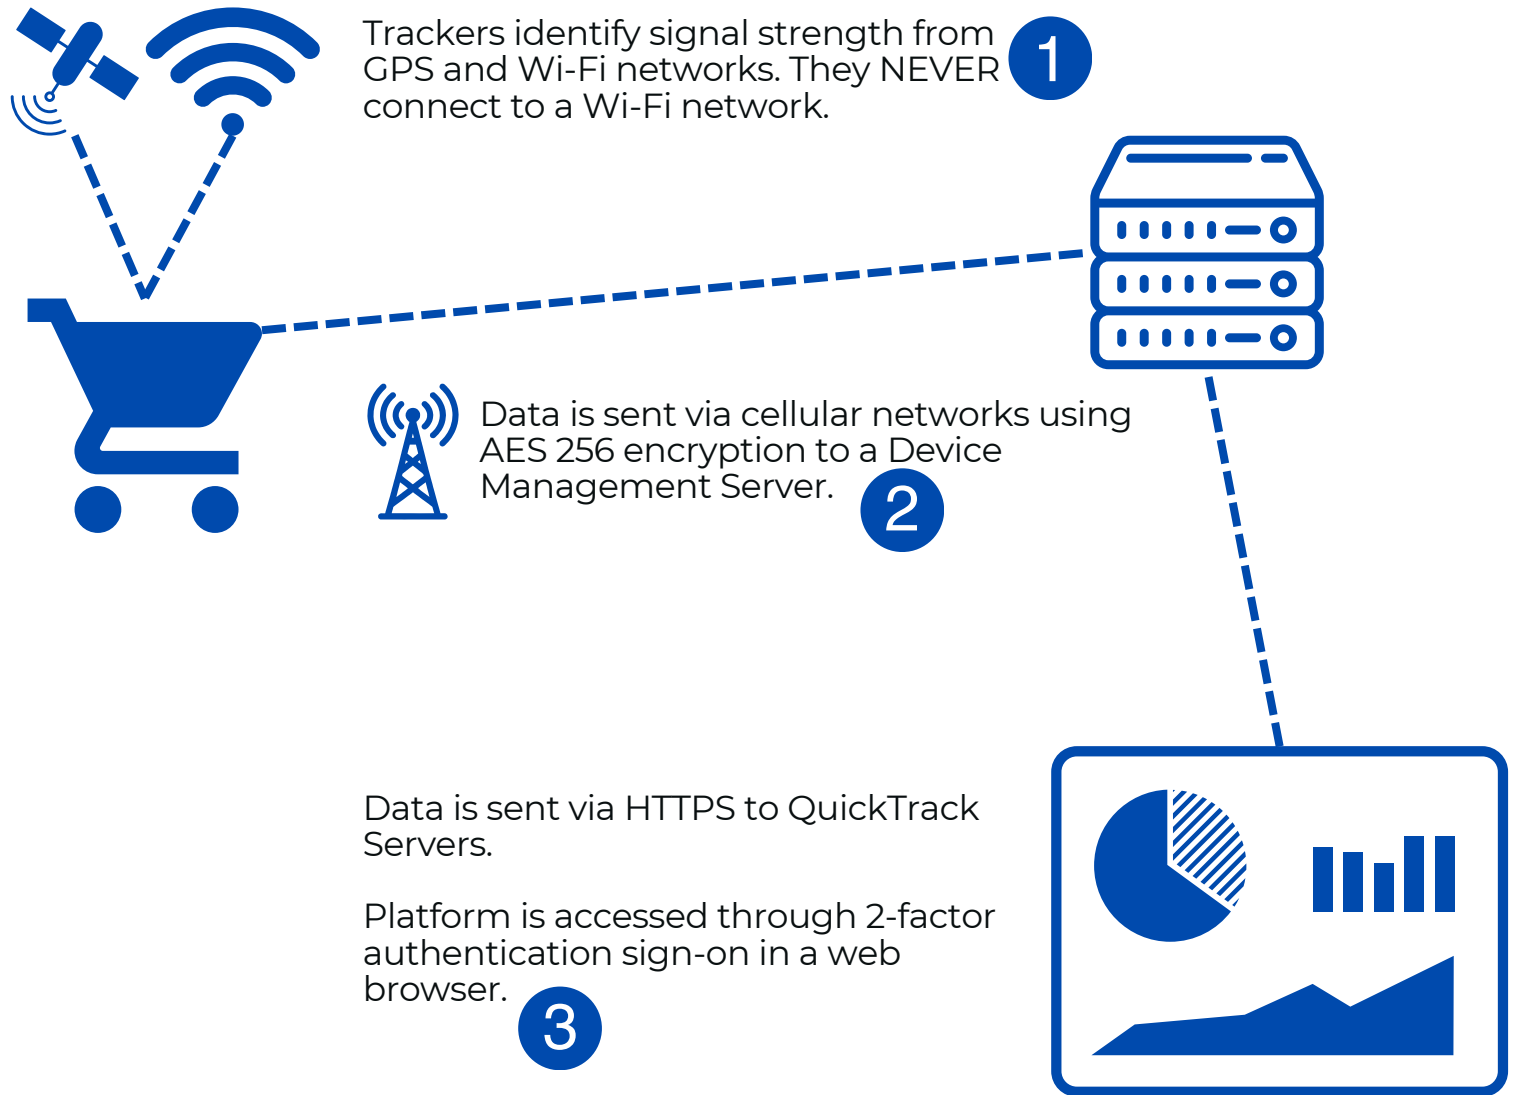 Trackers identify signal strength from
GPS and Wi-Fi networks. They NEVER
connect to a Wi-Fi network.
1
Data is sent via cellular networks using
AES 256 encryption to a Device
Management Server.
2
Data is sent via HTTPS to QuickTrack
Servers.
Platform is accessed through 2-factor
authentication sign-on in a web
browser.
3